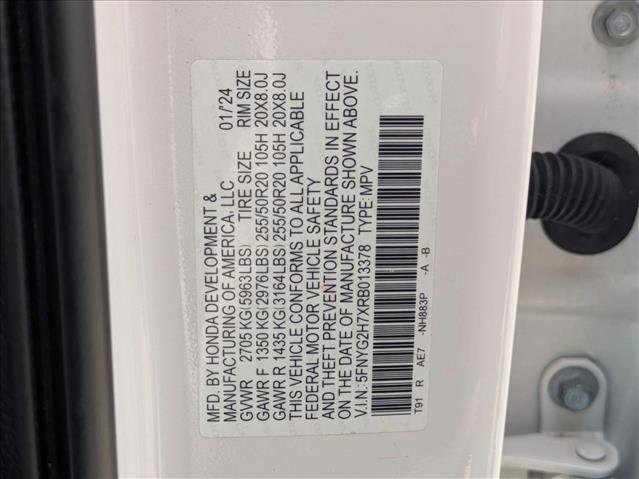 MFD. BY HONDA DEVELOPMENT &
MANUFACTURING OF AMERICA, LLC 01/'24
GVWR 2705 KG(5963LBS) TIRE SIZE RIM SIZE
GAWR F 1350 KG(2976LBS) 255/50R20 105H 20X8.0J
GAWR R 1435 KG(3164LBS) 255/50R20 105H 20X8.0J
THIS VEHICLE CONFORMS TO ALL APPLICABLE
FEDERAL MOTOR VEHICLE SAFETY
AND THEFT PREVENTION STANDARDS IN EFFECT
ON THE DATE OF MANUFACTURE SHOWN ABOVE.
V.I.N.:5FNYG2H7XRB013378 TYPE:MPV
T91 R AE7 -NH883P -A -B